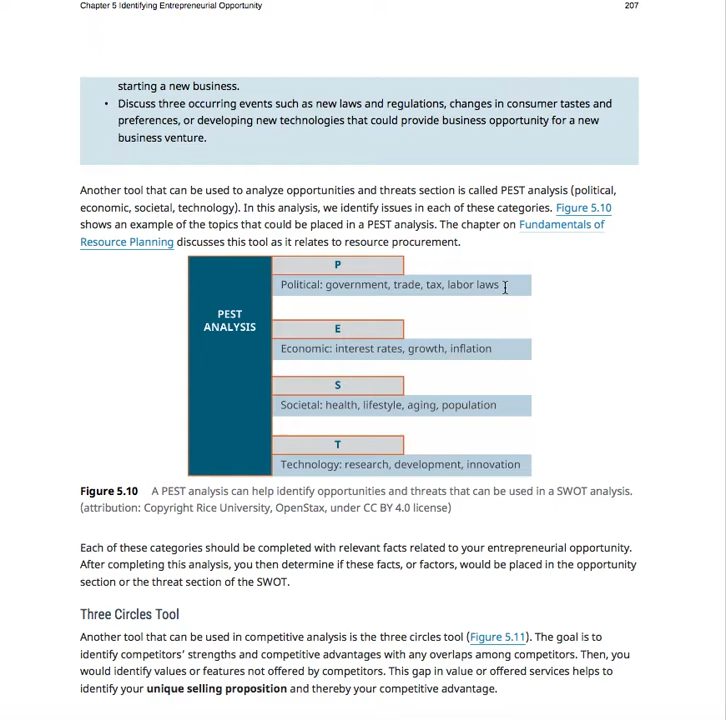 Chapter 5 Identifying Entrepreneurial Opportunity 207
starting a new business.
• Discuss three occurring events such as new laws and regulations, changes in consumer tastes and
preferences, or developing new technologies that could provide business opportunity for a new
business venture.
Another tool that can be used to analyze opportunities and threats section is called PEST analysis (political,
economic, societal, technology). In this analysis, we identify issues in each of these categories. Figure 5.10
shows an example of the topics that could be placed in a PEST analysis. The chapter on Fundamentals of
Resource Planning discusses this tool as it relates to resource procurement.
PEST
ANALYSIS
P
Political: government, trade, tax, labor laws
E
Economic: interest rates, growth, inflation
S
Societal: health, lifestyle, aging, population
T
Technology: research, development, innovation
Figure 5.10 A PEST analysis can help identify opportunities and threats that can be used in a SWOT analysis.
(attribution: Copyright Rice University, OpenStax, under CC BY 4.0 license)
Each of these categories should be completed with relevant facts related to your entrepreneurial opportunity.
After completing this analysis, you then determine if these facts, or factors, would be placed in the opportunity
section or the threat section of the SWOT.
Three Circles Tool
Another tool that can be used in competitive analysis is the three circles tool (Figure 5.11). The goal is to
identify competitors' strengths and competitive advantages with any overlaps among competitors. Then, you
would identify values or features not offered by competitors. This gap in value or offered services helps to
identify your unique selling proposition and thereby your competitive advantage.